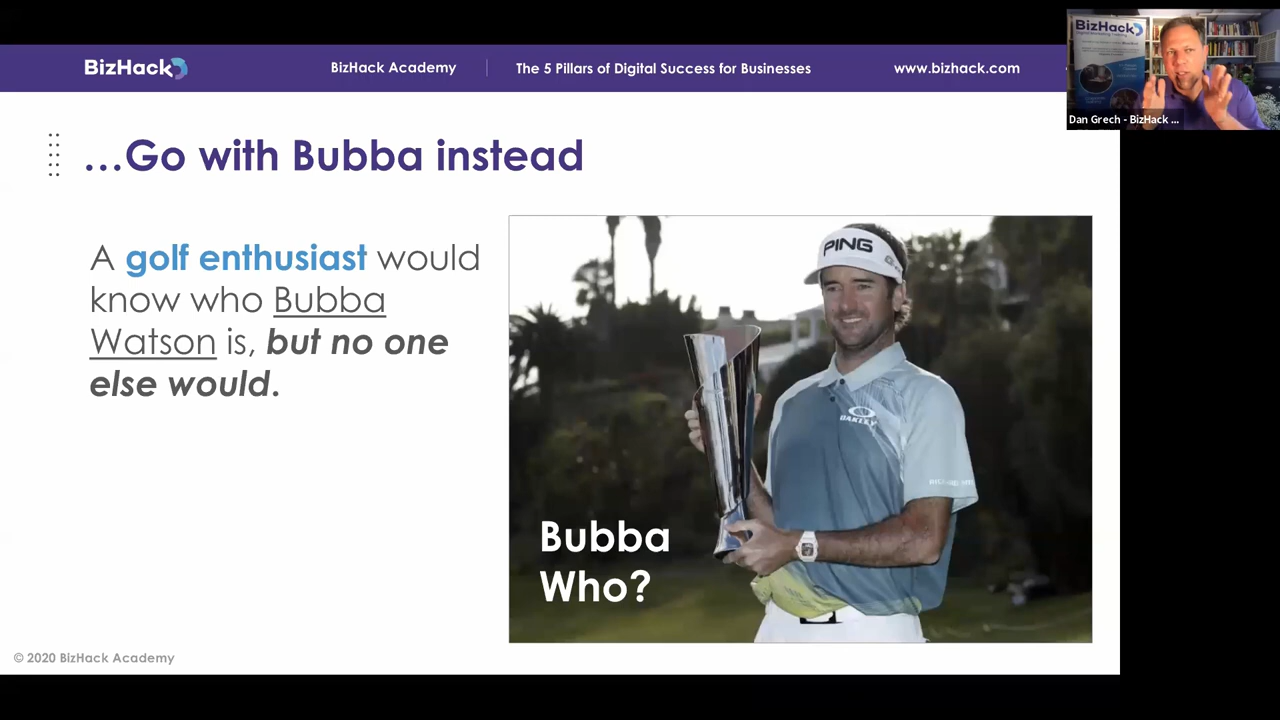 BizHack
Dan Grech - BizHack ...
BizHack
BizHack Academy
The 5 Pillars of Digital Success for Businesses
www.bizhack.com
...Go with Bubba instead
A golf enthusiast would
know who Bubba
Watson is, but no one
else would.
PING
OAKLEY
Bubba
Who?
© 2020 BizHack Academy